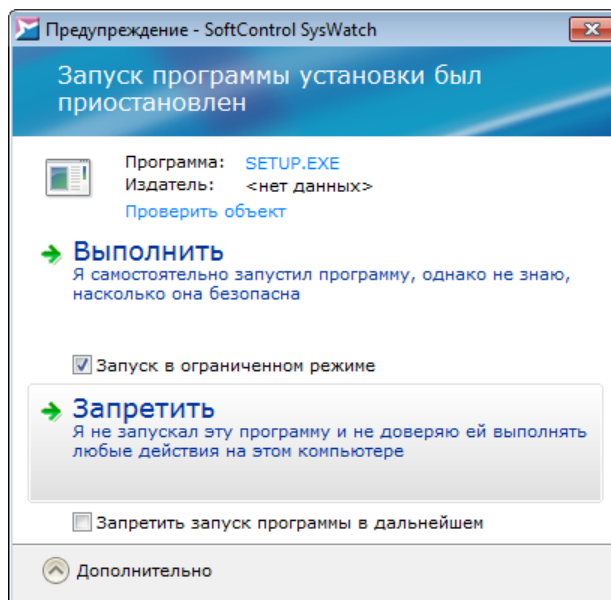 Предупреждение - SoftControl SysWatch
Запуск программы установки был
приостановлен
Программа: SETUP.EXE
Издатель: <нет данных>
Проверить объект
Выполнить
Я самостоятельно запустил программу, однако не знаю,
насколько она безопасна
Запуск в ограниченном режиме
Запретить
Я не запускал эту программу и не доверяю ей выполнять
любые действия на этом компьютере
Запретить запуск программы в дальнейшем
Дополнительно